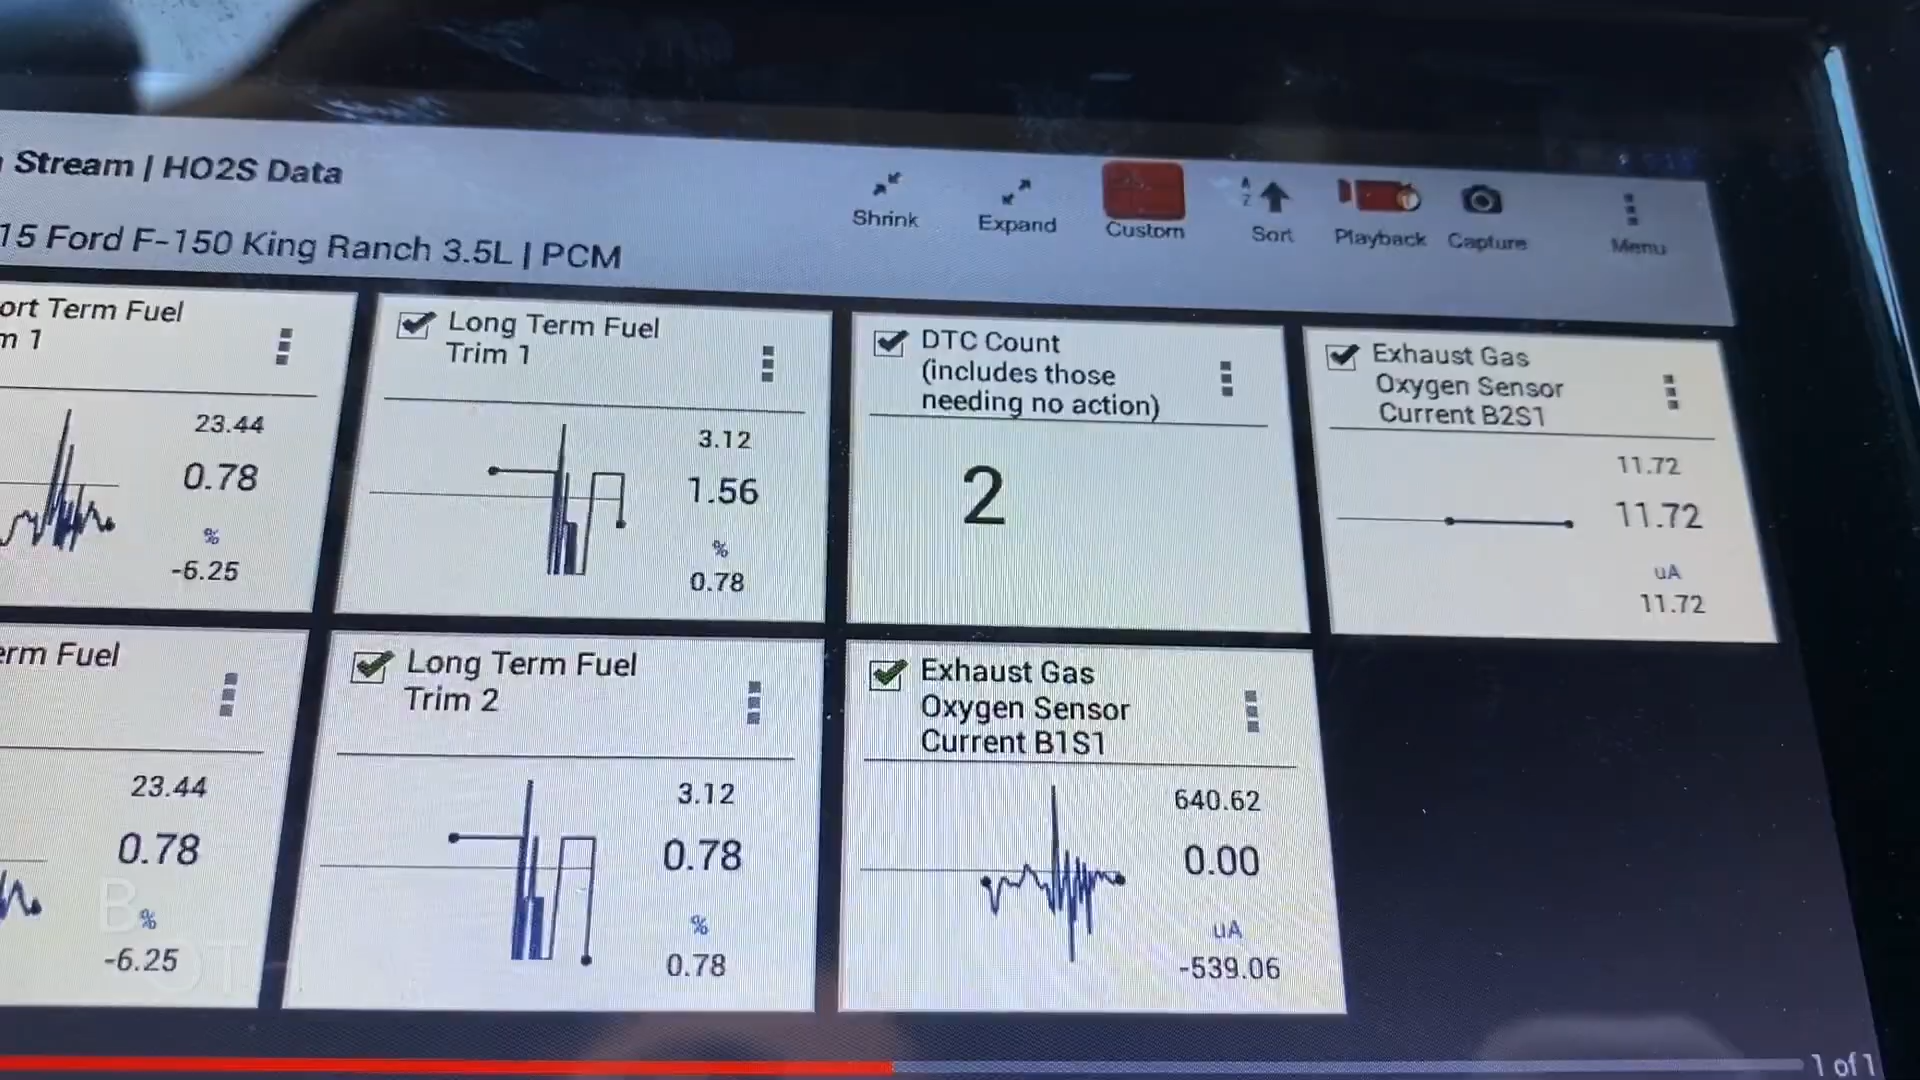 Stream | HO2S Data
15 Ford F-150 King Ranch 3.5L | PCM
Shrink
Expand
Custom
A
Z
Sort
Playback
Capture
Menu
ort Term Fuel
m 1
23.44
0.78
%
-6.25
Long Term Fuel
Trim 1
3.12
1.56
%
0.78
DTC Count
(includes those
needing no action)
2
Exhaust Gas
Oxygen Sensor
Current B2S1
11.72
11.72
uA
11.72
erm Fuel
23.44
0.78
%
-6.25
Long Term Fuel
Trim 2
3.12
0.78
%
0.78
Exhaust Gas
Oxygen Sensor
Current B1S1
640.62
0.00
uA
-539.06
1 of 1